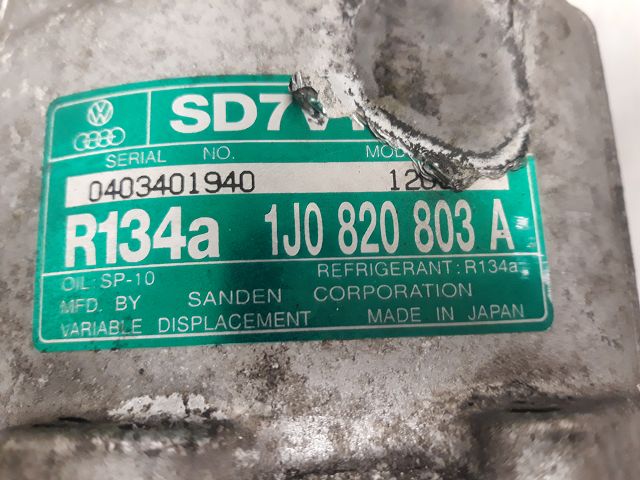 SD7V
SERIAL NO.
0403401940
R134a 1J0 820 803 A
OIL: SP-10 REFRIGERANT: R134a
MFD. BY SANDEN CORPORATION
VARIABLE DISPLACEMENT MADE IN JAPAN